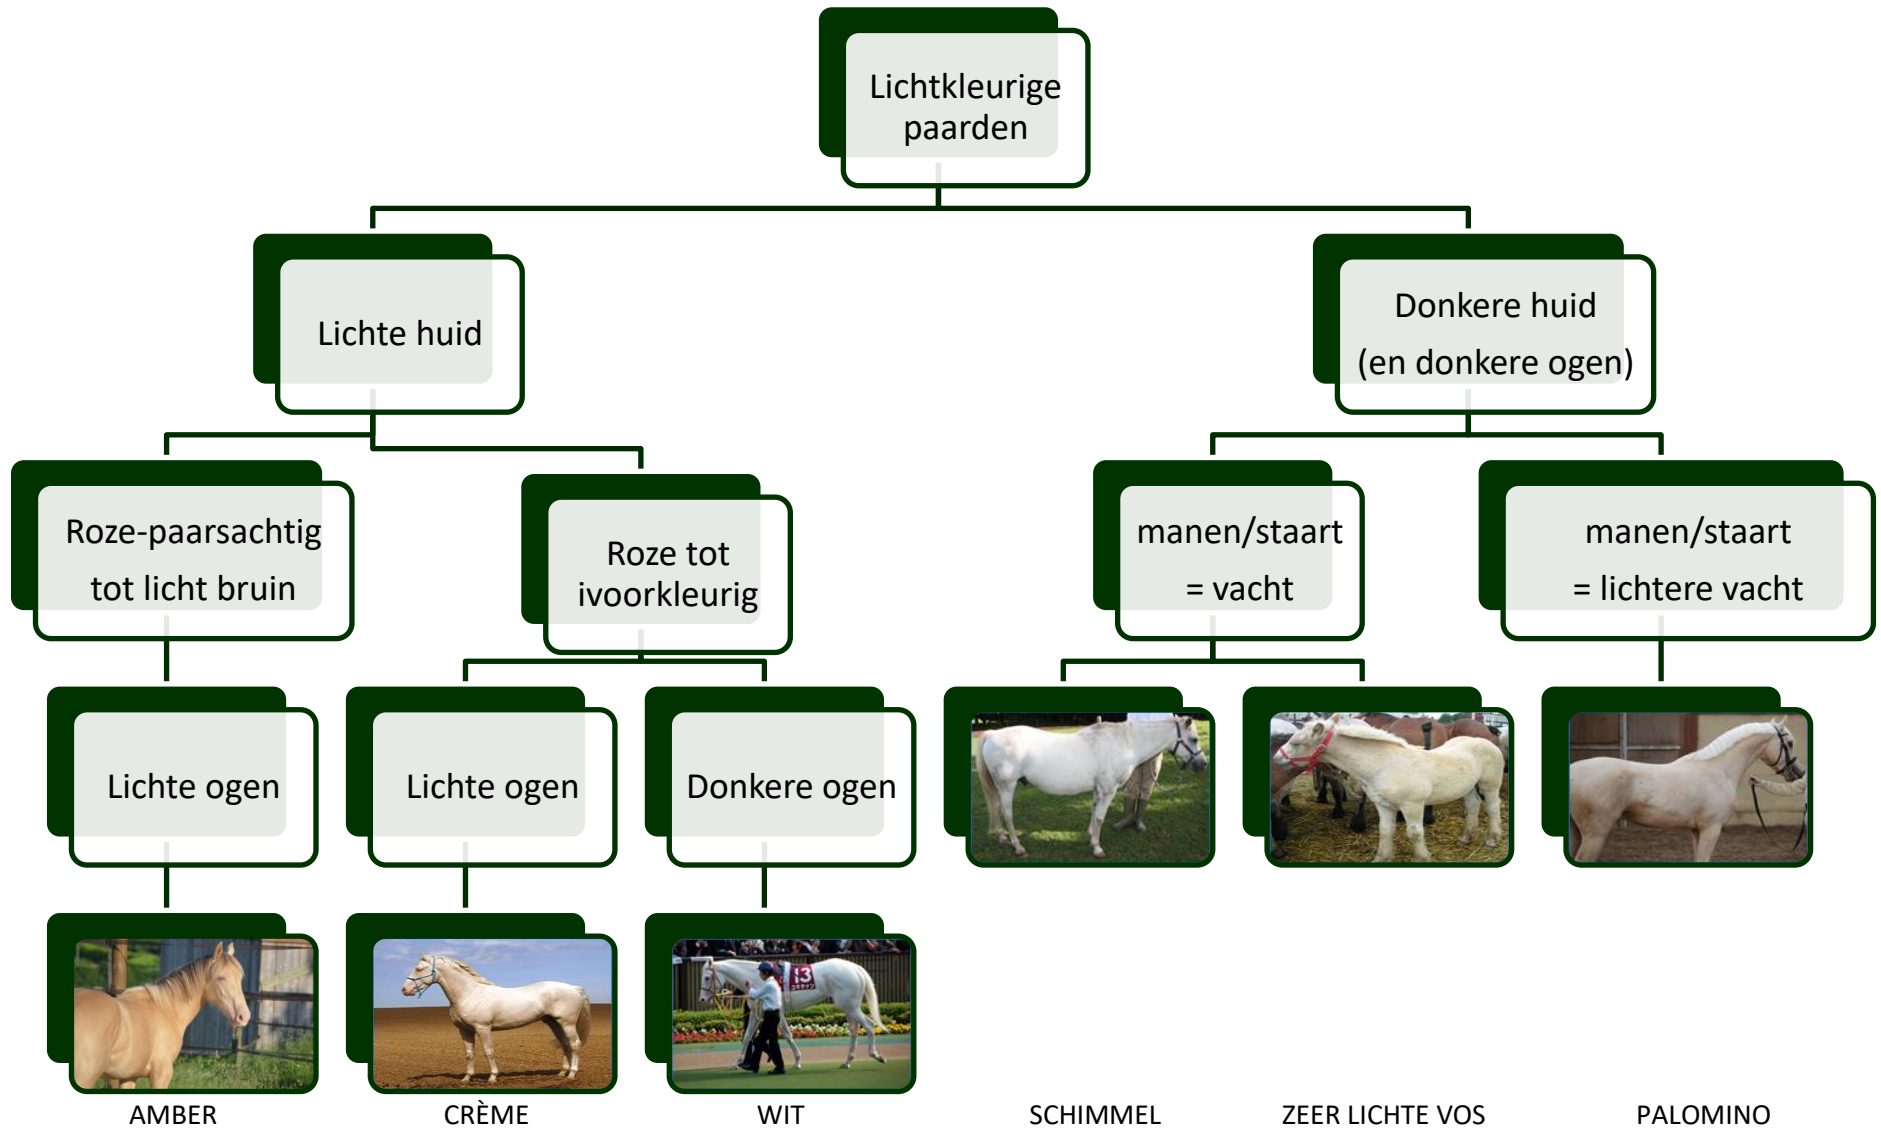 Lichtkleurige
paarden
Lichte huid
Donkere huid
(en donkere ogen)
Roze-paarsachtig
tot licht bruin
Roze tot
ivoorkleurig
manen/staart
= vacht
manen/staart
= lichtere vacht
Lichte ogen
Lichte ogen
Donkere ogen
13
AMBER
CRÈME
WIT
SCHIMMEL
ZEER LICHTE VOS
PALOMINO